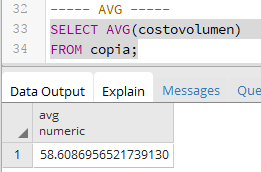 32
33 ----- AVG -----
33 SELECT AVG(costovolumen)
34 FROM copia;
Data Output Explain Messages Que
avg
numeric
1 58.6086956521739130